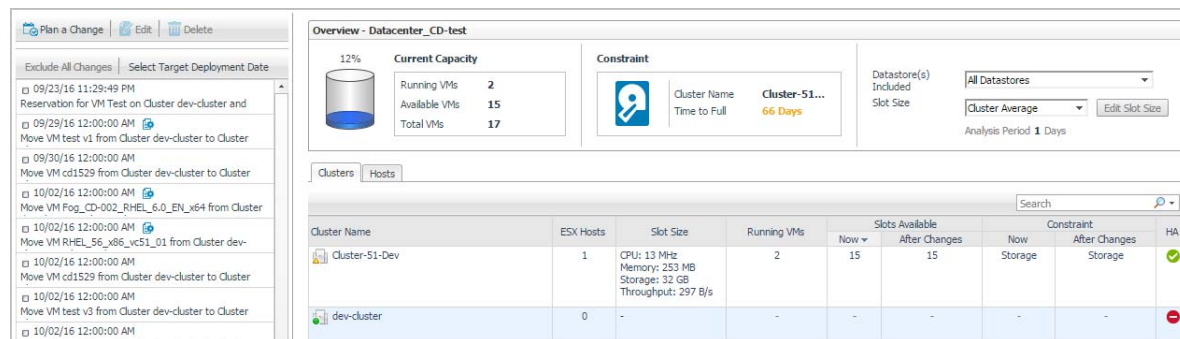 Plan a Change Edit Delete
Exclude All Changes Select Target Deployment Date
09/23/16 11:29:49 PM
Reservation for VM Test on Cluster dev-cluster and
09/29/16 12:00:00 AM
Move VM test v1 from Cluster dev-cluster to Cluster
09/30/16 12:00:00 AM
Move VM cd1529 from Cluster dev-cluster to Cluster
10/02/16 12:00:00 AM
Move VM Fog_CD-002_RHEL_6.0_EN_x64 from Cluster
10/02/16 12:00:00 AM
Move VM RHEL_56_x86_vc51_01 from Cluster dev-
10/02/16 12:00:00 AM
Move VM cd1529 from Cluster dev-cluster to Cluster
10/02/16 12:00:00 AM
Move VM test v3 from Cluster dev-cluster to Cluster
10/02/16 12:00:00 AM
Overview - Datacenter_CD-test
12%
Current Capacity
Running VMs 2
Available VMs 15
Total VMs 17
Constraint
Cluster Name Cluster-51...
Time to Full 66 Days
Datastore(s)
Included
All Datastores
Slot Size Cluster Average Edit Slot Size
Analysis Period 1 Days
Clusters Hosts
Search
Cluster Name ESX Hosts Slot Size Running VMs Slots Available Constraint HA
Now After Changes Now After Changes
Cluster-51-Dev 1 CPU: 13 MHz 2 15 15 Storage Storage
Memory: 253 MB
Storage: 32 GB
Throughput: 297 B/s
dev-cluster 0 - - - - - -